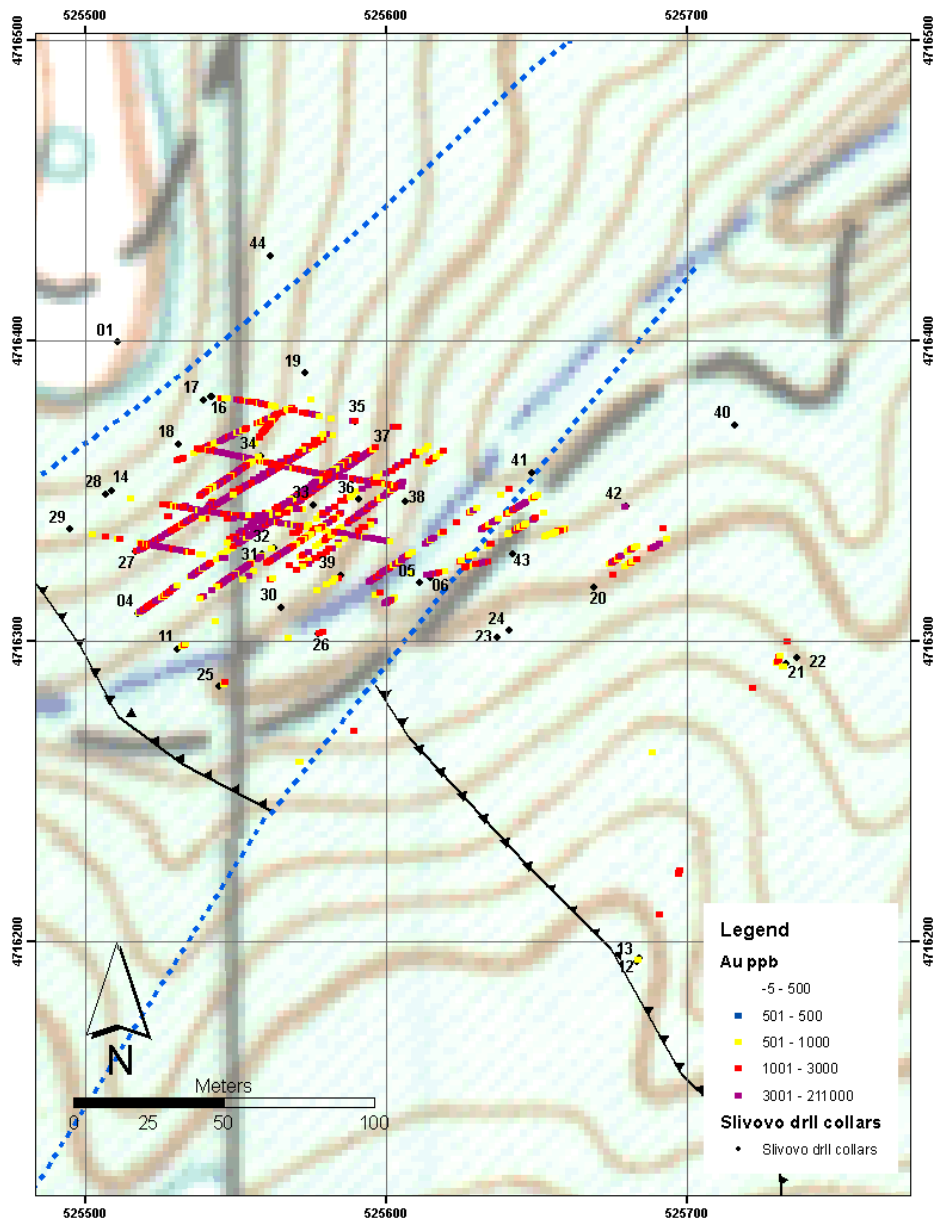 525500 525600 525700
4716500 4716500
44
01
4716400 4716400
19
17
16
35
40
18
34
37
41
28 14
36
42
33
38
29
32
27
31
39
43
05
06
20
04
30
24
23
11
26
4716300 4716300
22
21
25
13
12
4716200 4716200
N
Meters
0 25 50 100
Legend
Au ppb
-5 - 500
501 - 500
501 - 1000
1001 - 3000
3001 - 211000
Slivovo drll collars
Slivovo drll collars
525500 525600 525700